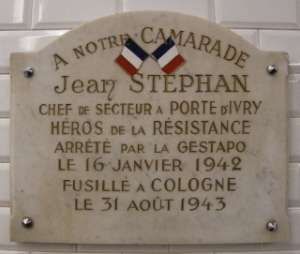 A NOTRE CAMARADE
Jean STÉPHAN
CHEF DE SECTEUR A PORTE D'IVRY
HÉROS DE LA RÉSISTANCE
ARRÊTÉ PAR LA GESTAPO
LE 16 JANVIER 1942
FUSILLÉ A COLOGNE
LE 31 AOÛT 1943